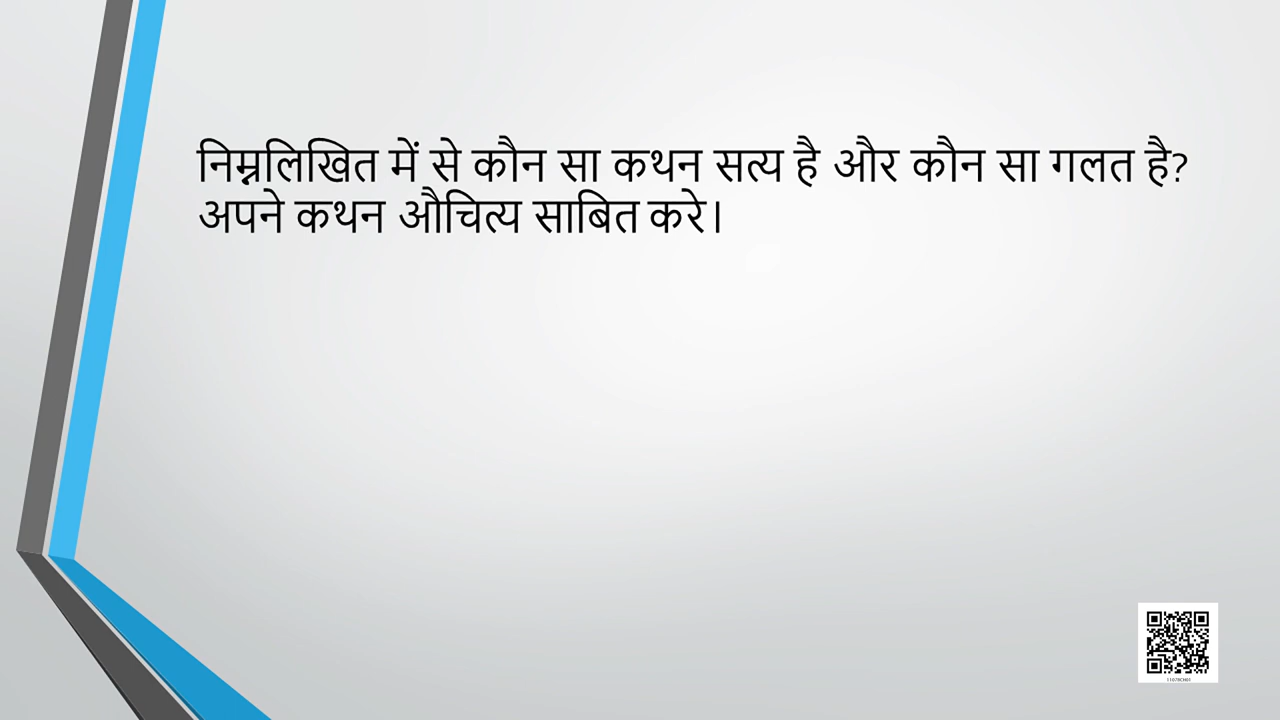 निम्नलिखित में से कौन सा कथन सत्य है और कौन सा गलत है?
अपने कथन औचित्य साबित करे।